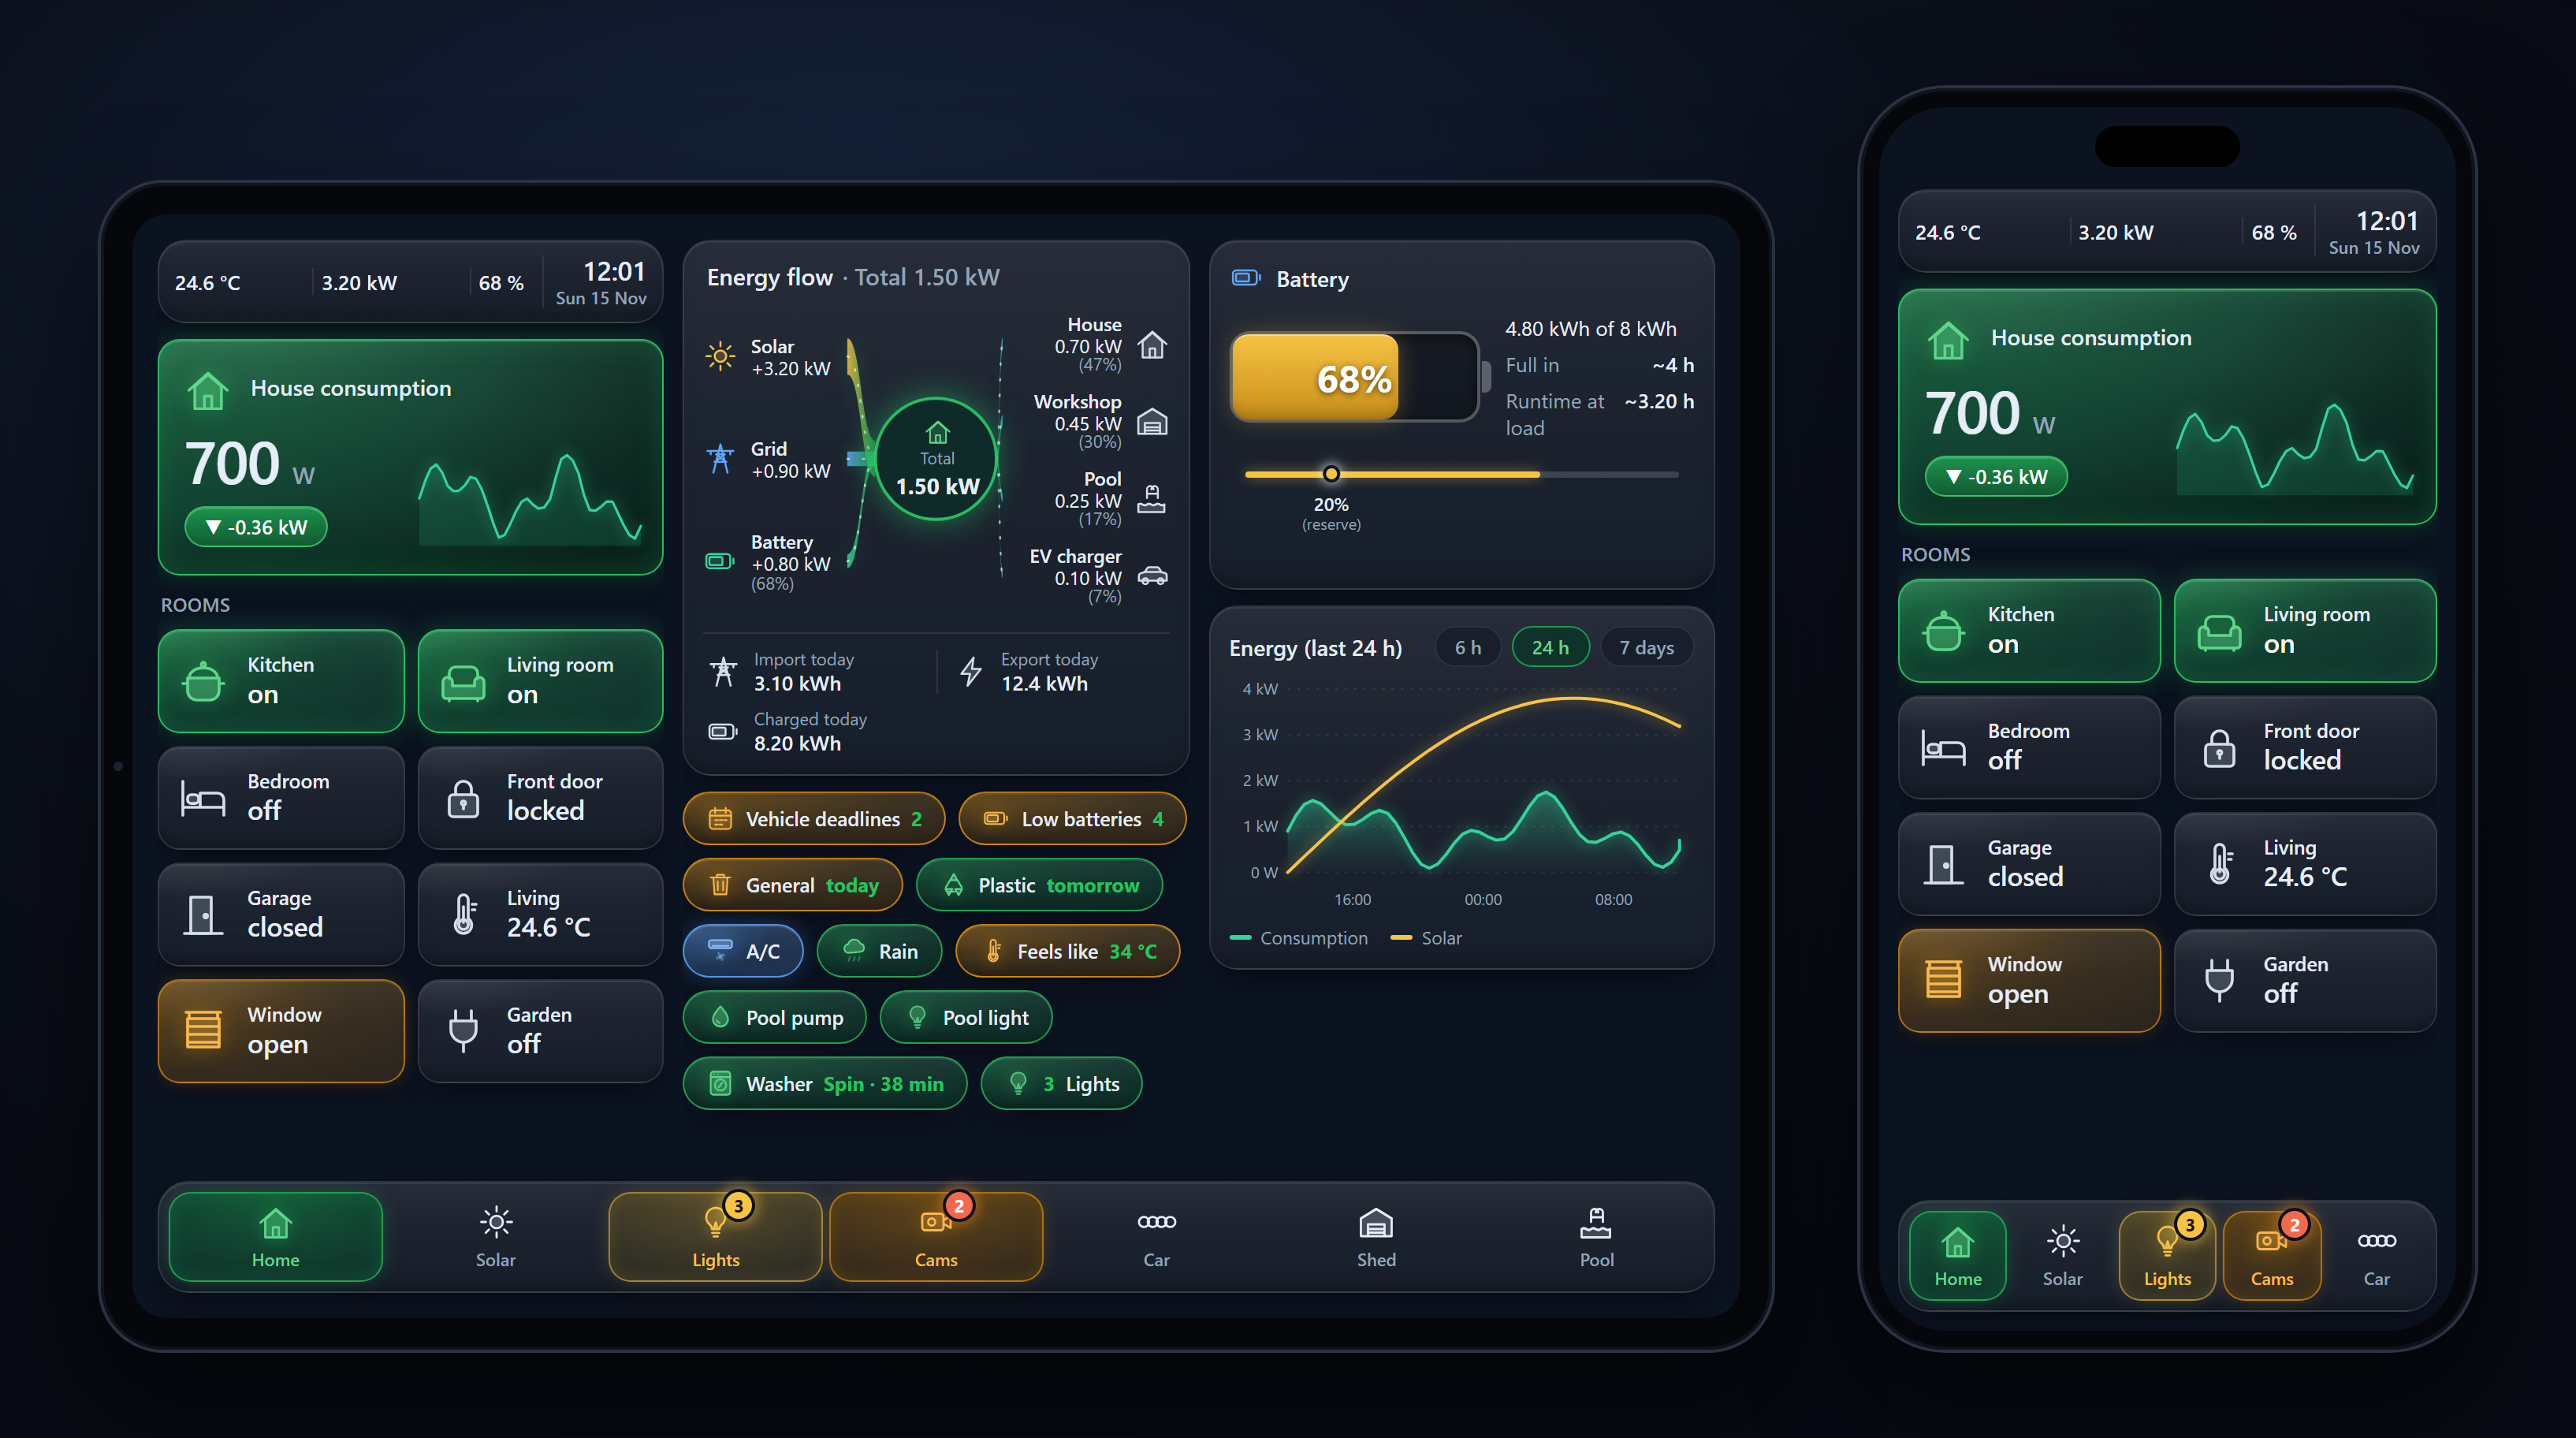 24.6 °C
3.20 kW
68 %
12:01
Sun 15 Nov
House consumption
700 W
▼ -0.36 kW
ROOMS
Kitchen
on
Living room
on
Bedroom
off
Front door
locked
Garage
closed
Living
24.6 °C
Window
open
Garden
off
Energy flow · Total 1.50 kW
Solar
+3.20 kW
Grid
+0.90 kW
Battery
+0.80 kW
(68%)
Total
1.50 kW
House
0.70 kW
(47%)
Workshop
0.45 kW
(30%)
Pool
0.25 kW
(17%)
EV charger
0.10 kW
(7%)
Import today
3.10 kWh
Export today
12.4 kWh
Charged today
8.20 kWh
Vehicle deadlines 2
Low batteries 4
General today
Plastic tomorrow
A/C
Rain
Feels like 34 °C
Pool pump
Pool light
Washer Spin · 38 min
3 Lights
Battery
68%
4.80 kWh of 8 kWh
Full in ~4 h
Runtime at load ~3.20 h
20%
(reserve)
Energy (last 24 h)
6 h
24 h
7 days
4 kW
3 kW
2 kW
1 kW
0 W
16:00
00:00
08:00
Consumption
Solar
Home
Solar
3
Lights
2
Cams
Car
Shed
Pool
24.6 °C
3.20 kW
68 %
12:01
Sun 15 Nov
House consumption
700 W
▼ -0.36 kW
ROOMS
Kitchen
on
Living room
on
Bedroom
off
Front door
locked
Garage
closed
Living
24.6 °C
Window
open
Garden
off
Home
Solar
3
Lights
2
Cams
Car